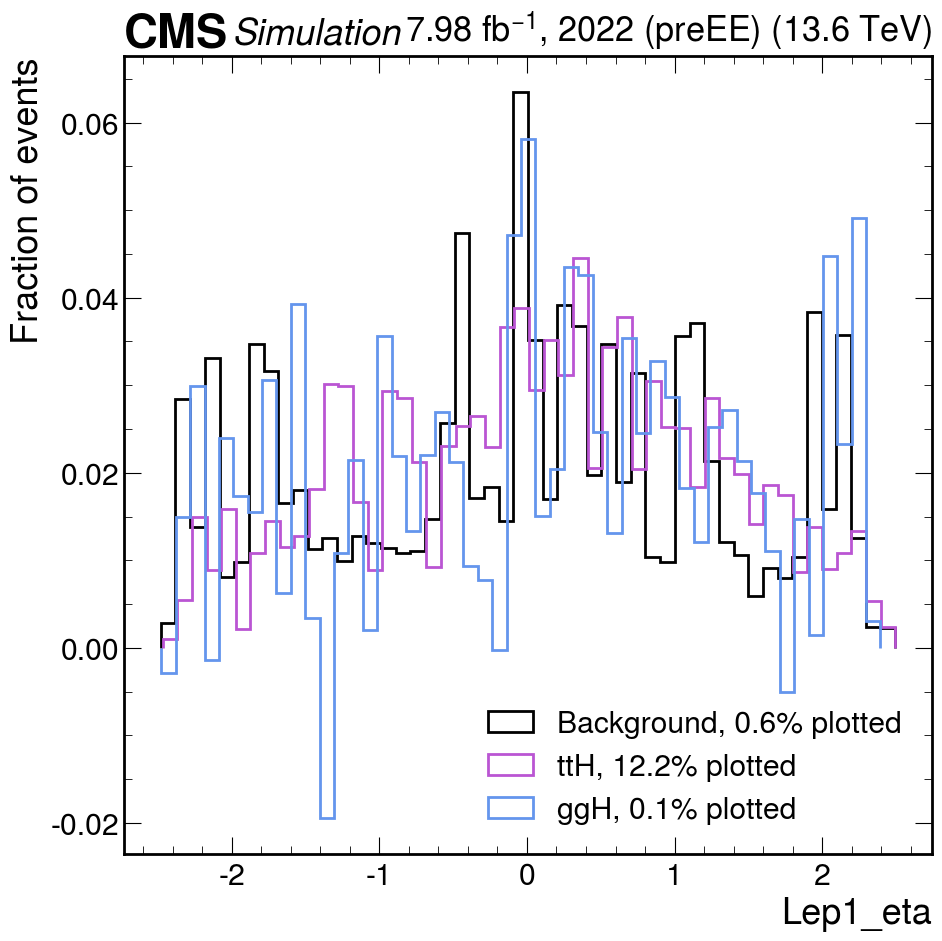 CMS Simulation 7.98 fb⁻¹, 2022 (preEE) (13.6 TeV)
Fraction of events
0.06
0.04
0.02
0.00
-0.02
Background, 0.6% plotted
ttH, 12.2% plotted
ggH, 0.1% plotted
-2 -1 0 1 2
Lep1_eta